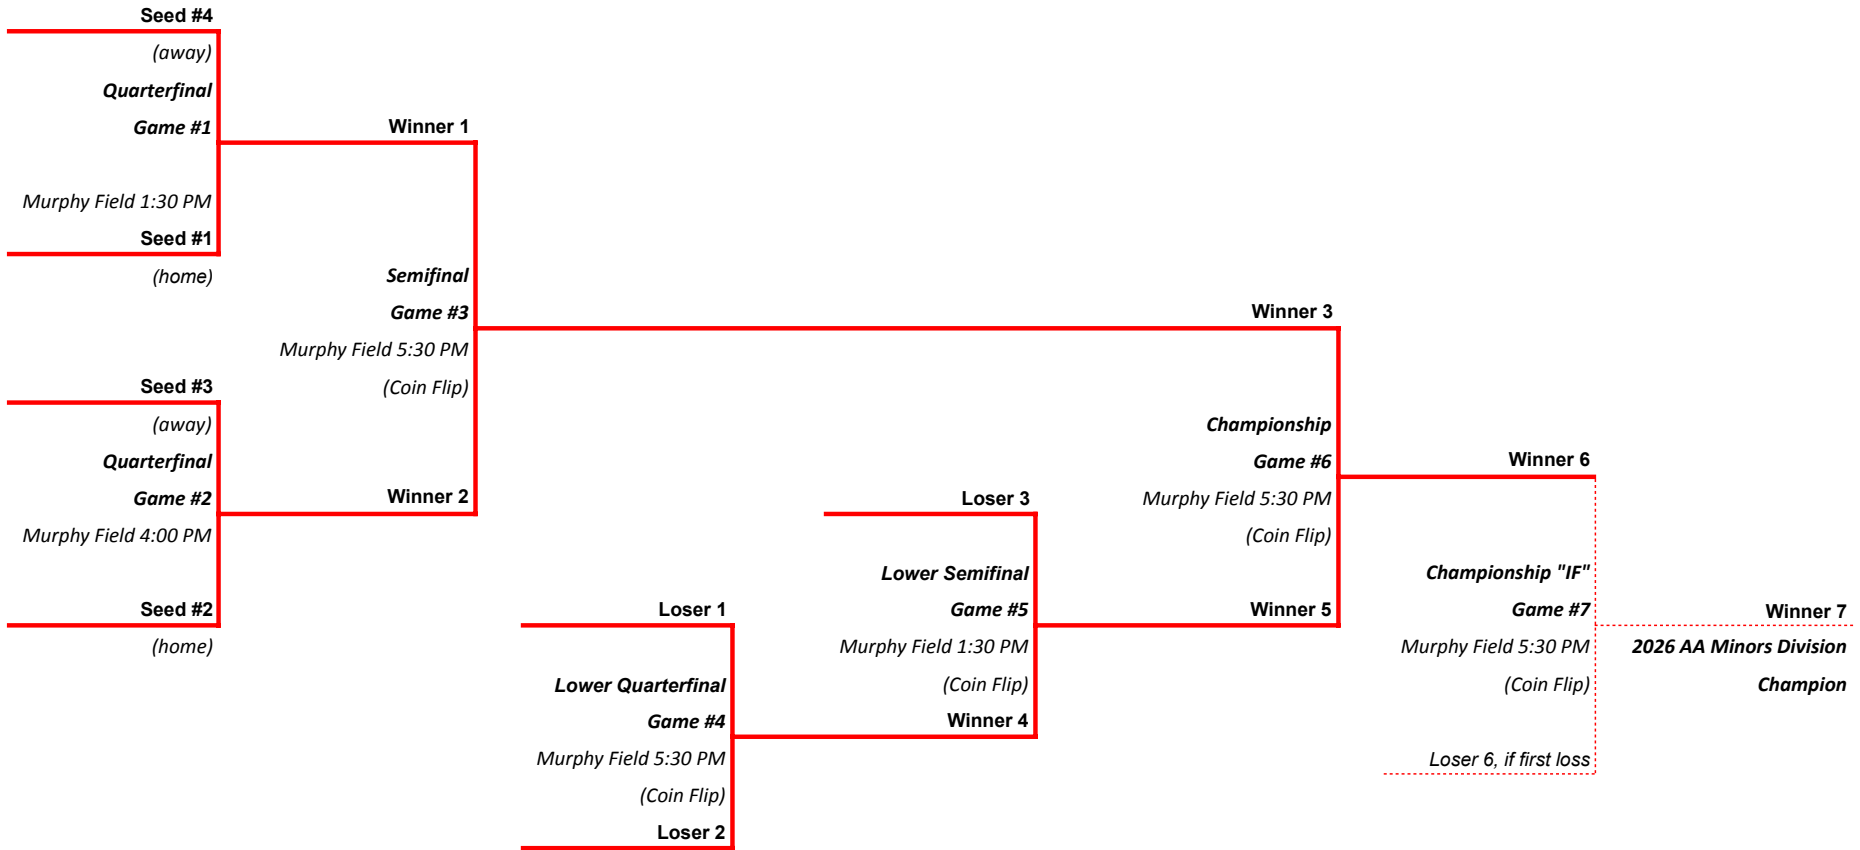 Seed #4
(away)
Quarterfinal
Game #1
Murphy Field 1:30 PM
Seed #1
(home)
Winner 1
Semifinal
Game #3
Murphy Field 5:30 PM
(Coin Flip)
Seed #3
(away)
Quarterfinal
Game #2
Murphy Field 4:00 PM
Seed #2
(home)
Winner 2
Loser 1
Lower Quarterfinal
Game #4
Murphy Field 5:30 PM
(Coin Flip)
Loser 2
Loser 3
Lower Semifinal
Game #5
Murphy Field 1:30 PM
(Coin Flip)
Winner 4
Winner 3
Championship
Game #6
Murphy Field 5:30 PM
(Coin Flip)
Winner 5
Winner 6
Championship "IF"
Game #7
Murphy Field 5:30 PM
(Coin Flip)
Loser 6, if first loss
Winner 7
2026 AA Minors Division
Champion